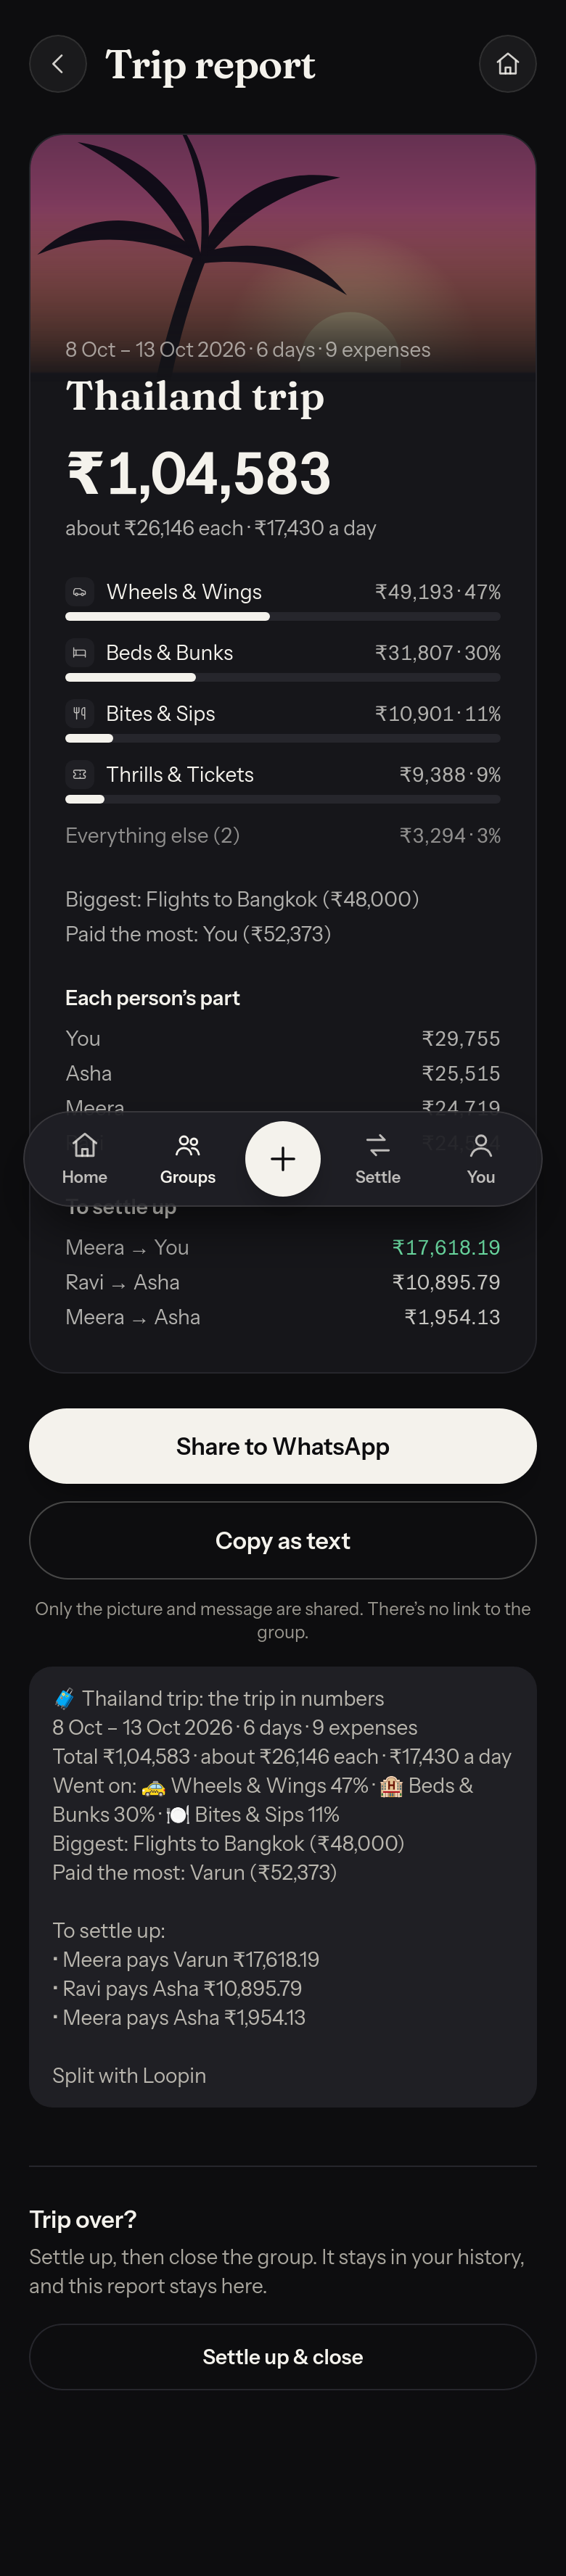 Trip report
8 Oct – 13 Oct 2026 · 6 days · 9 expenses
Thailand trip
₹1,04,583
about ₹26,146 each · ₹17,430 a day
Wheels & Wings ₹49,193 · 47%
Beds & Bunks ₹31,807 · 30%
Bites & Sips ₹10,901 · 11%
Thrills & Tickets ₹9,388 · 9%
Everything else (2) ₹3,294 · 3%
Biggest: Flights to Bangkok (₹48,000)
Paid the most: You (₹52,373)
Each person’s part
You ₹29,755
Asha ₹25,515
Meera ₹24,719
Home Groups Settle You
To settle up
Meera → You ₹17,618.19
Ravi → Asha ₹10,895.79
Meera → Asha ₹1,954.13
Share to WhatsApp
Copy as text
Only the picture and message are shared. There’s no link to the
group.
🧳 Thailand trip: the trip in numbers
8 Oct – 13 Oct 2026 · 6 days · 9 expenses
Total ₹1,04,583 · about ₹26,146 each · ₹17,430 a day
Went on: 🚕 Wheels & Wings 47% · 🏨 Beds &
Bunks 30% · 🍽️ Bites & Sips 11%
Biggest: Flights to Bangkok (₹48,000)
Paid the most: Varun (₹52,373)
To settle up:
• Meera pays Varun ₹17,618.19
• Ravi pays Asha ₹10,895.79
• Meera pays Asha ₹1,954.13
Split with Loopin
Trip over?
Settle up, then close the group. It stays in your history,
and this report stays here.
Settle up & close